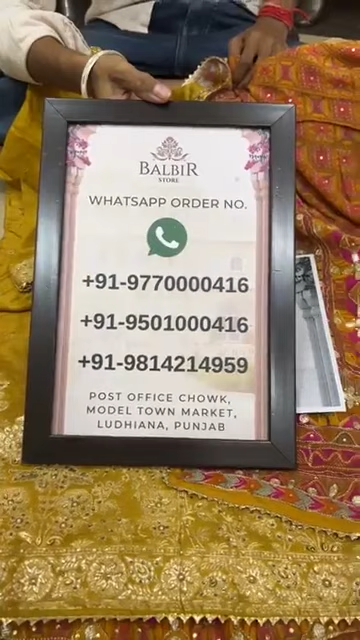 BALBIR
STORE
WHATSAPP ORDER NO.
+91-9770000416
+91-9501000416
+91-9814214959
POST OFFICE CHOWK,
MODEL TOWN MARKET,
LUDHIANA, PUNJAB